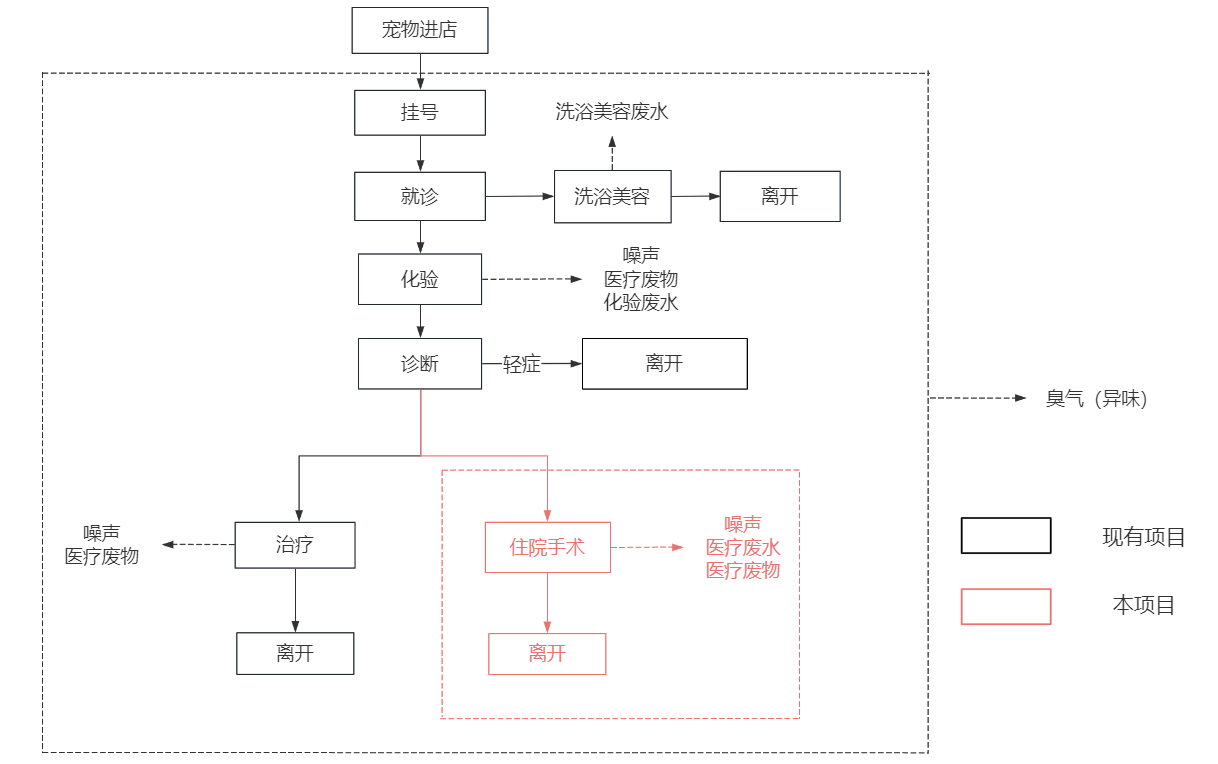 宠物进店
挂号
洗浴美容废水
就诊
洗浴美容
离开
化验
噪声
医疗废物
化验废水
诊断
轻症
离开
臭气（异味）
噪声
医疗废物
治疗
住院手术
噪声
医疗废水
医疗废物
现有项目
本项目
离开
离开